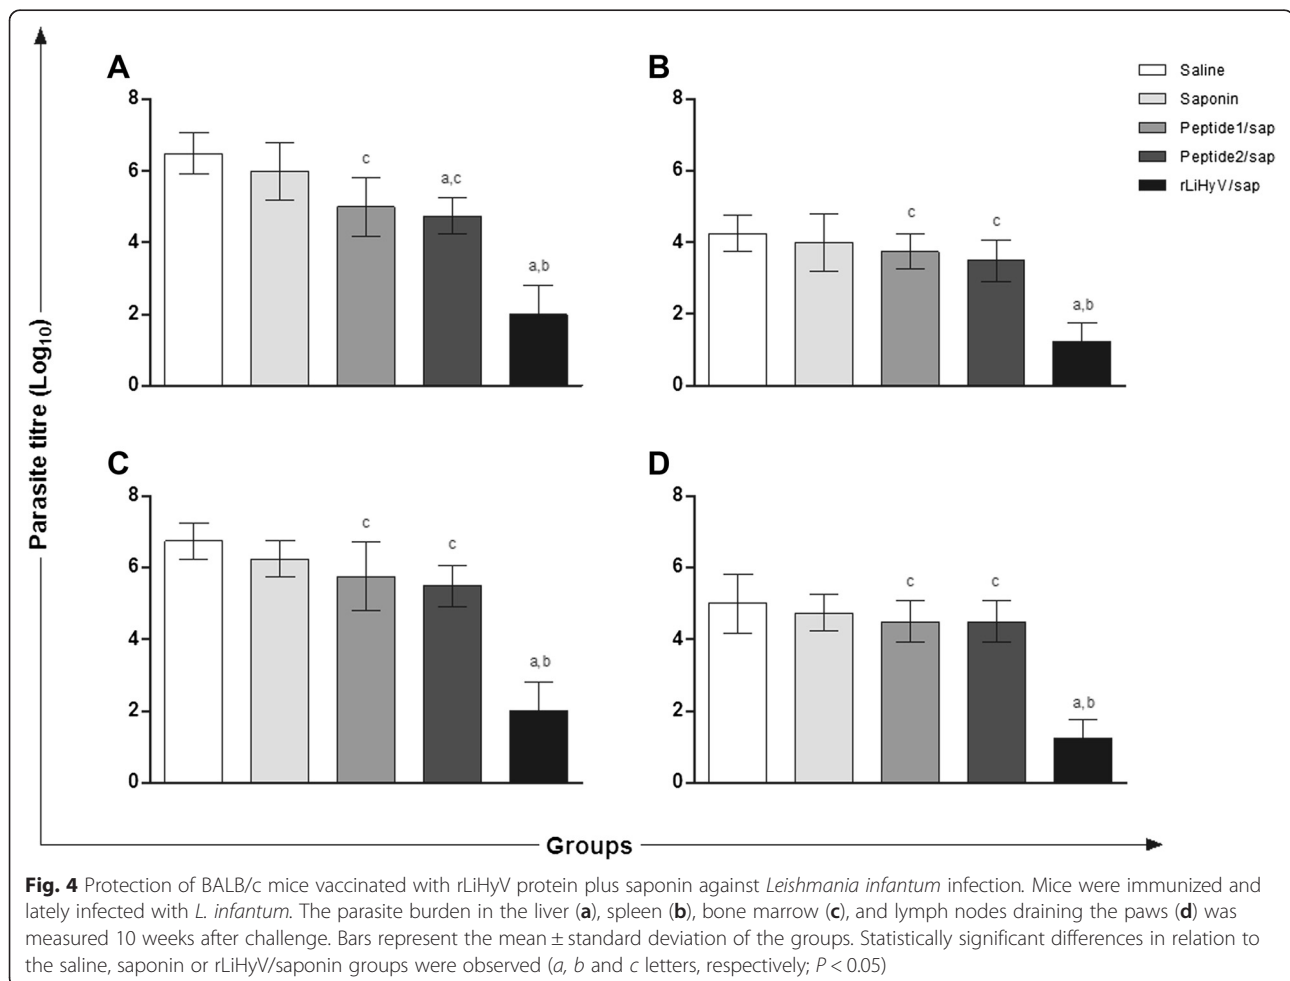 A
8
6
4
2
0
c
a,c
a,b
B
8
6
4
2
0
c
c
a,b
Saline
Saponin
Peptide1/sap
Peptide2/sap
rLiHyV/sap
Parasite titre (Log10)
C
8
6
4
2
0
c
c
a,b
D
8
6
4
2
0
c
c
a,b
Groups
Fig. 4 Protection of BALB/c mice vaccinated with rLiHyV protein plus saponin against Leishmania infantum infection. Mice were immunized and
lately infected with L. infantum. The parasite burden in the liver (a), spleen (b), bone marrow (c), and lymph nodes draining the paws (d) was
measured 10 weeks after challenge. Bars represent the mean ± standard deviation of the groups. Statistically significant differences in relation to
the saline, saponin or rLiHyV/saponin groups were observed (a, b and c letters, respectively; P < 0.05)